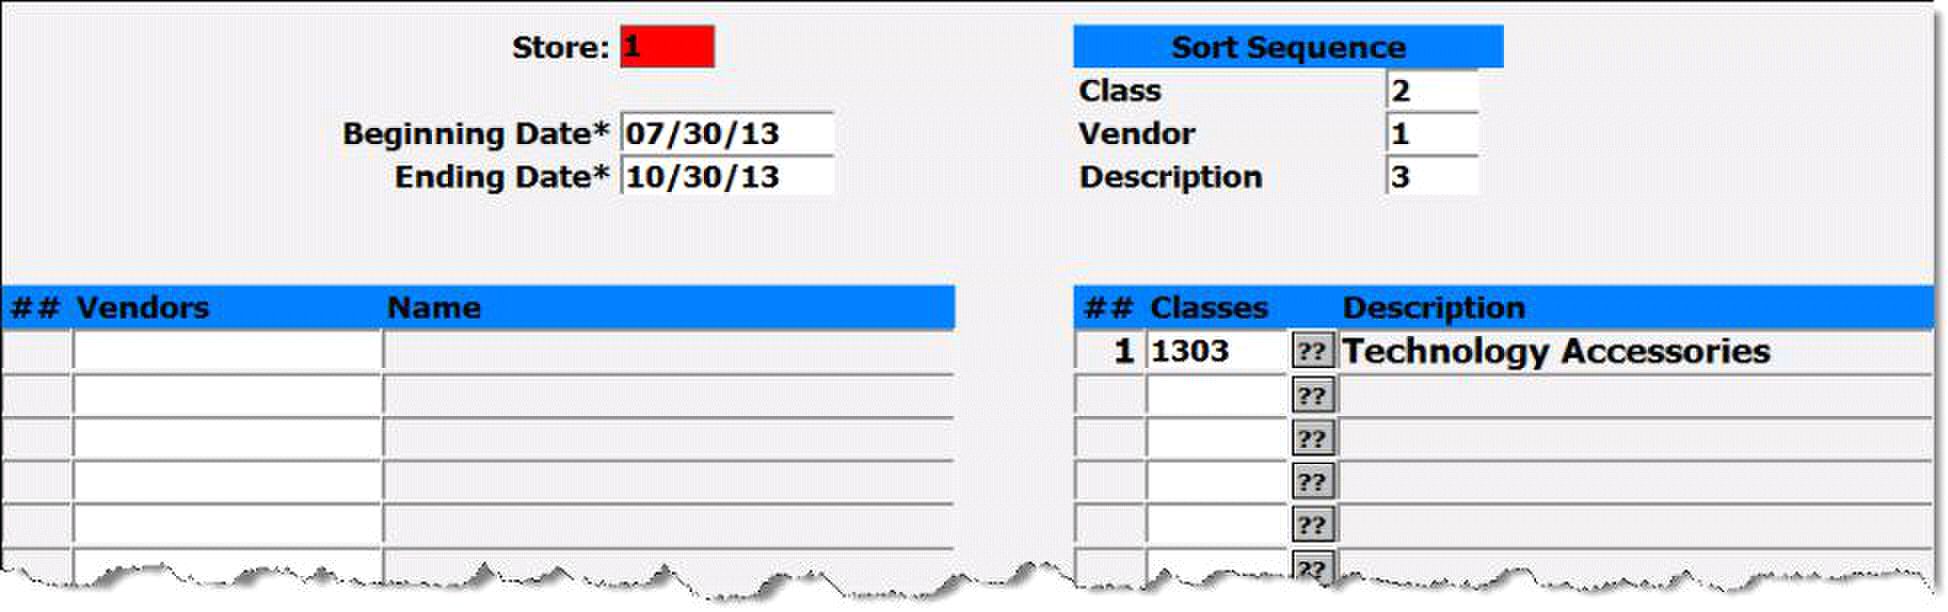 Store: 1
Sort Sequence
Class 2
Beginning Date* 07/30/13
Vendor 1
Ending Date* 10/30/13
Description 3
## Vendors Name
## Classes Description
1 1303 ?? Technology Accessories
??
??
??
??
??